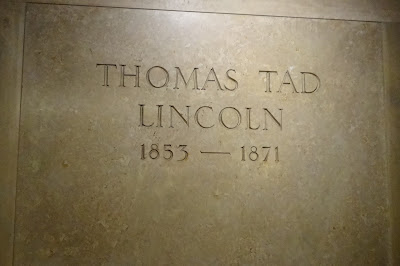 THOMAS TAD
LINCOLN
1853 — 1871